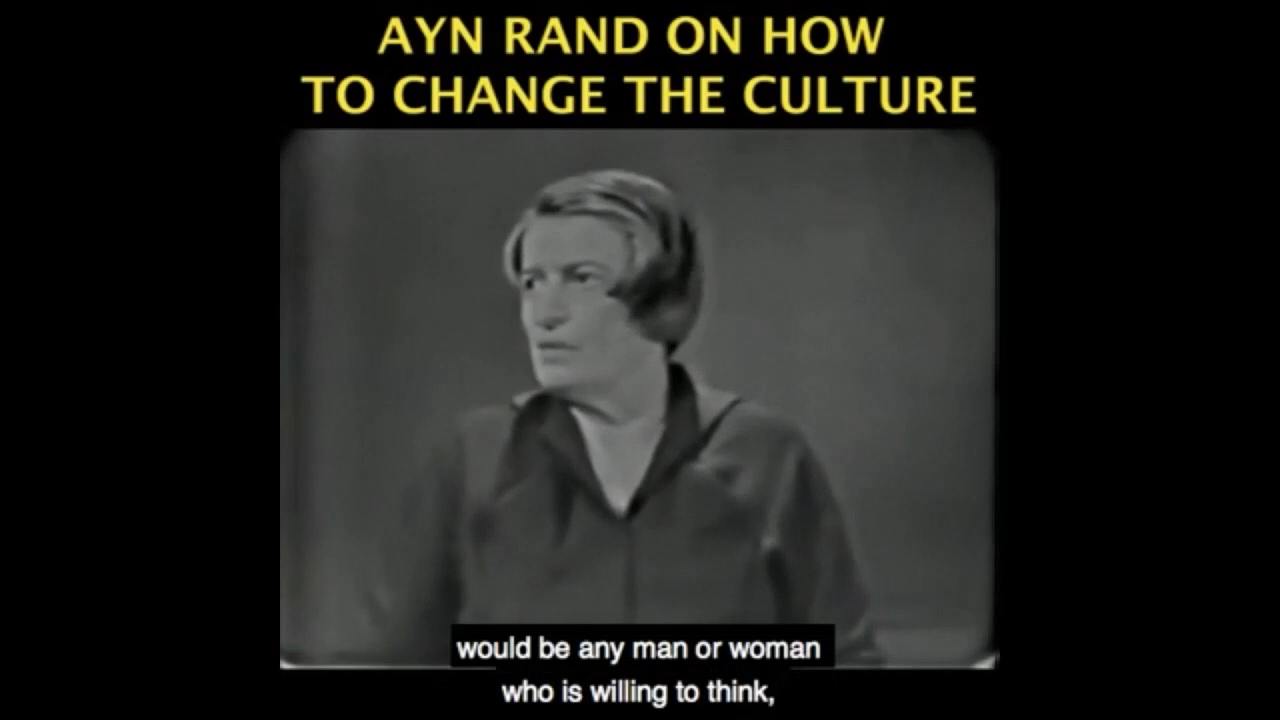 AYN RAND ON HOW
TO CHANGE THE CULTURE
would be any man or woman
who is willing to think,